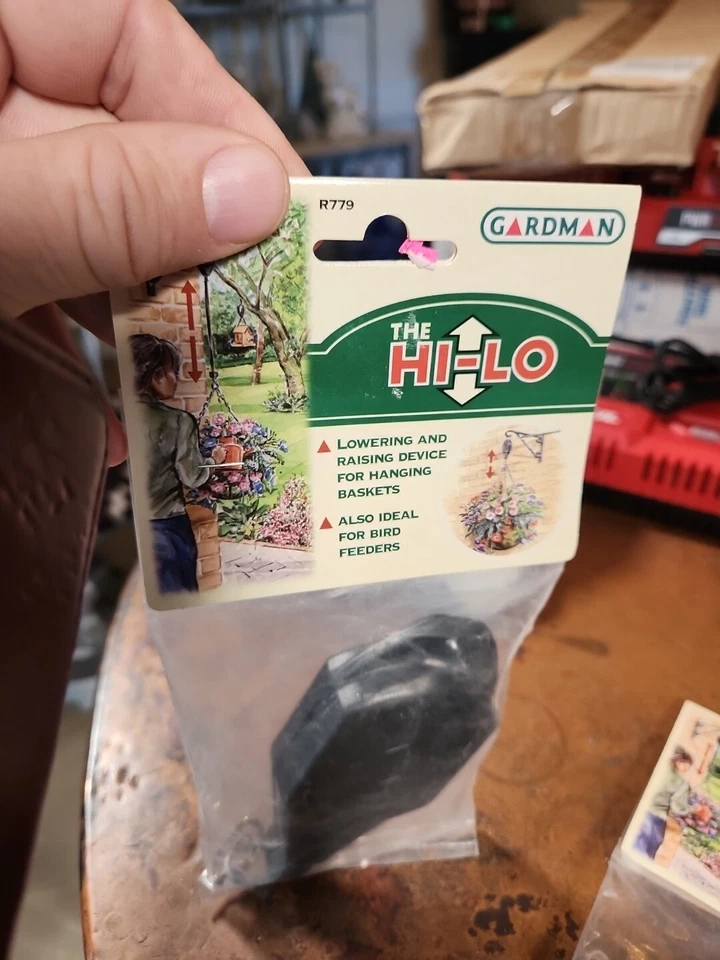 R779
GARDMAN
THE
HI-LO
LOWERING AND
RAISING DEVICE
FOR HANGING
BASKETS
ALSO IDEAL
FOR BIRD
FEEDERS